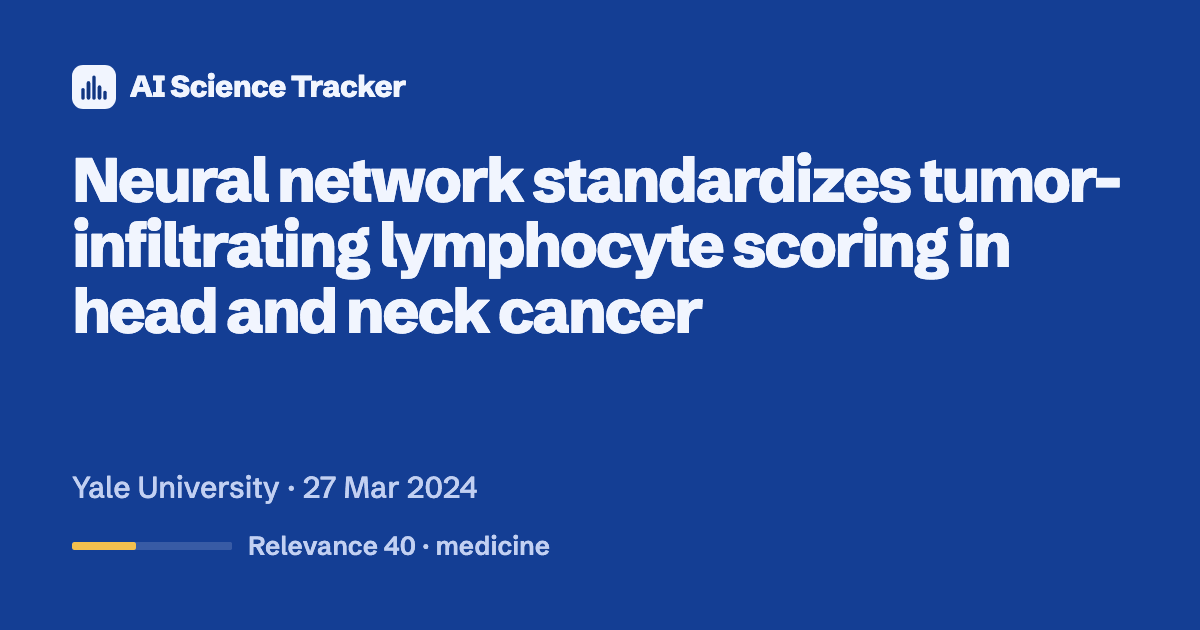 AI Science Tracker
Neural network standardizes tumor-
infiltrating lymphocyte scoring in
head and neck cancer
Yale University · 27 Mar 2024
Relevance 40 · medicine